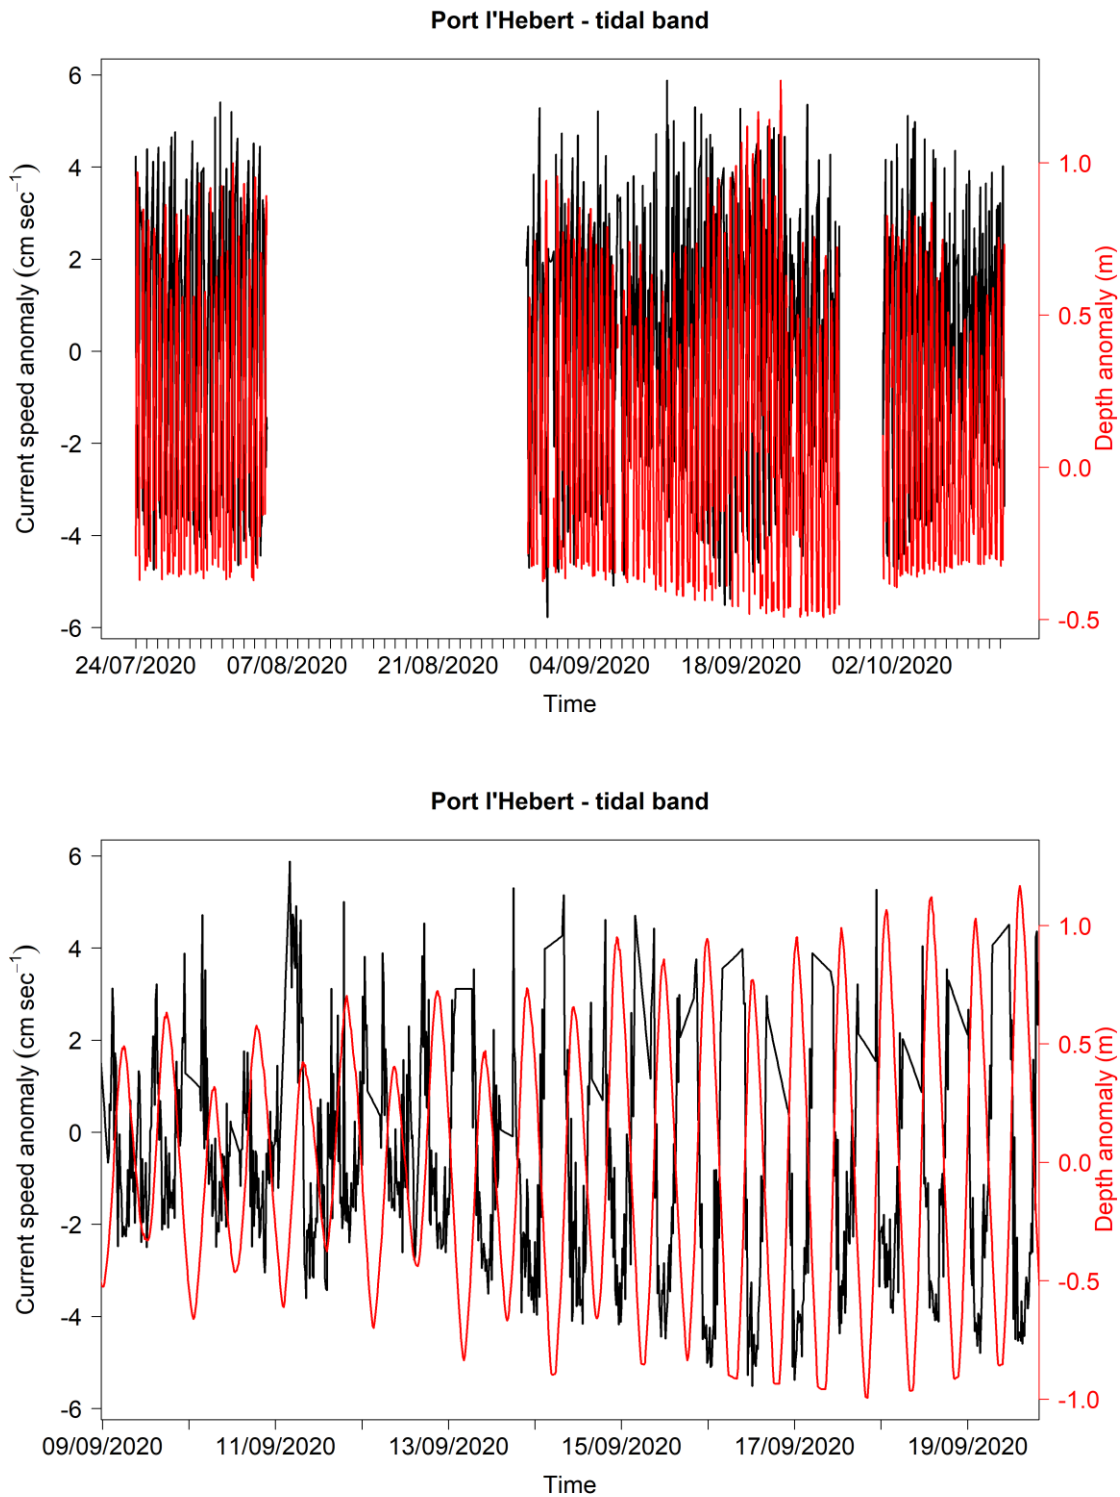 Port l'Hebert - tidal band
6
4
2
0
-2
-4
-6
Current speed anomaly (cm sec⁻¹)
1.0
0.5
0.0
-0.5
Depth anomaly (m)
24/07/2020 07/08/2020 21/08/2020 04/09/2020 18/09/2020 02/10/2020
Time
Port l'Hebert - tidal band
6
4
2
0
-2
-4
-6
Current speed anomaly (cm sec⁻¹)
1.0
0.5
0.0
-0.5
-1.0
Depth anomaly (m)
09/09/2020 11/09/2020 13/09/2020 15/09/2020 17/09/2020 19/09/2020
Time